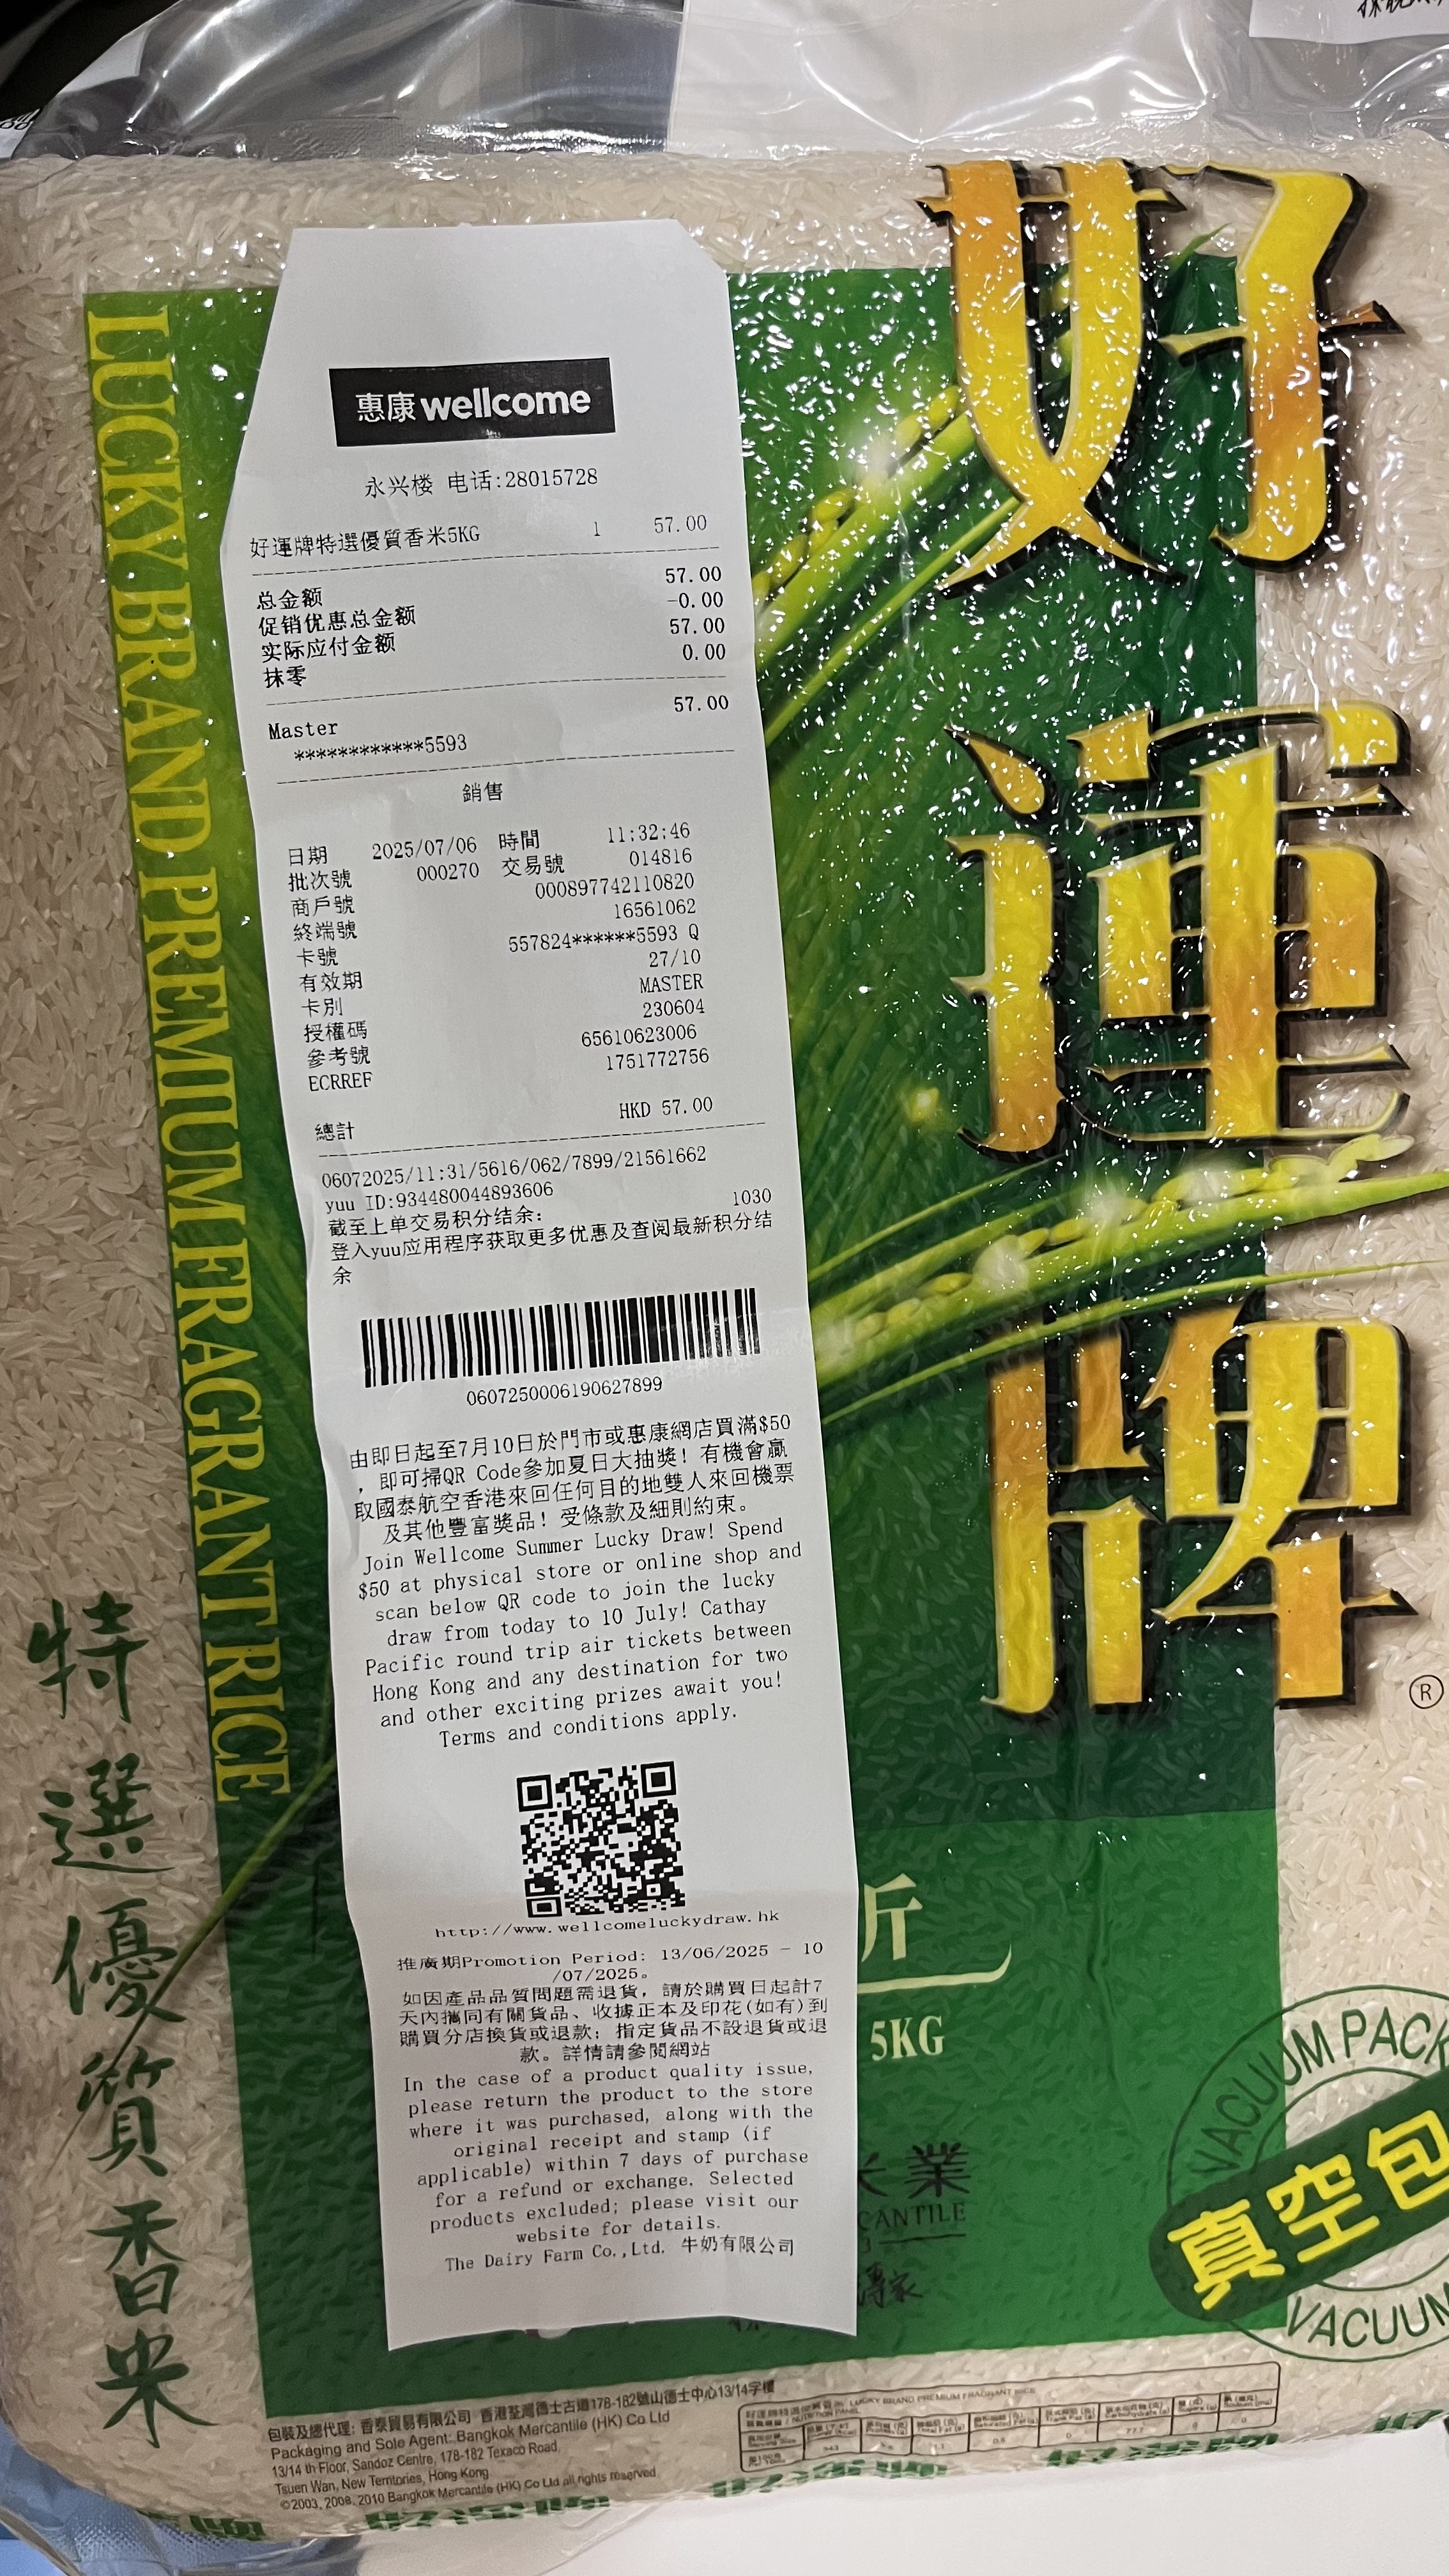 惠康wellcome
永兴楼 电话:28015728
好運牌特選優質香米5KG 1 57.00
总金额 57.00
促销优惠总金额 -0.00
实际应付金额 57.00
抹零 0.00
Master 57.00
************5593
銷售
日期 2025/07/06 時間 11:32:46
批次號 000270 交易號 014816
商戶號 000897742110820
終端號 16561062
卡號 557824******5593 Q
有效期 27/10
卡別 MASTER
授權碼 230604
參考號 65610623006
ECRREF 1751772756
總計 HKD 57.00
06072025/11:31/5616/062/7899/21561662
yuu ID:934480044893606
截至上单交易积分结余: 1030
登入yuu应用程序获取更多优惠及查阅最新积分结
余
0607250006190627899
由即日起至7月10日於門市或惠康網店買滿$50
，即可掃QR Code參加夏日大抽獎！有機會贏
取國泰航空香港來回任何目的地雙人來回機票
及其他豐富獎品！受條款及細則約束。
Join Wellcome Summer Lucky Draw! Spend
$50 at physical store or online shop and
scan below QR code to join the lucky
draw from today to 10 July! Cathay
Pacific round trip air tickets between
Hong Kong and any destination for two
and other exciting prizes await you!
Terms and conditions apply.
http://www.wellcomeluckydraw.hk
推廣期Promotion Period: 13/06/2025 - 10
/07/2025。
如因產品品質問題需退貨，請於購買日起計7
天內攜同有關貨品、收據正本及印花(如有)到
購買分店換貨或退款；指定貨品不設退貨或退
款。詳情請參閱網站
In the case of a product quality issue,
please return the product to the store
where it was purchased, along with the
original receipt and stamp (if
applicable) within 7 days of purchase
for a refund or exchange. Selected
products excluded; please visit our
website for details.
The Dairy Farm Co.,Ltd. 牛奶有限公司
好運牌
®
LUCKY BRAND PREMIUM FRAGRANT RICE
特選優質香米
斤
5KG
米業
CANTILE
專家
VACUUM PACK
真空包
VACUUM
包裝及總代理: 香泰貿易有限公司 香港荃灣德士古道178-182號山德士中心13/14字樓
Packaging and Sole Agent: Bangkok Mercantile (HK) Co Ltd
13/14 th Floor, Sandoz Centre, 178-182 Texaco Road,
Tsuen Wan, New Territories, Hong Kong
©2003, 2008, 2010 Bangkok Mercantile (HK) Co Ltd all rights reserved
LUCKY BRAND PREMIUM FRAGRANT RICE
NUTRITION PANEL